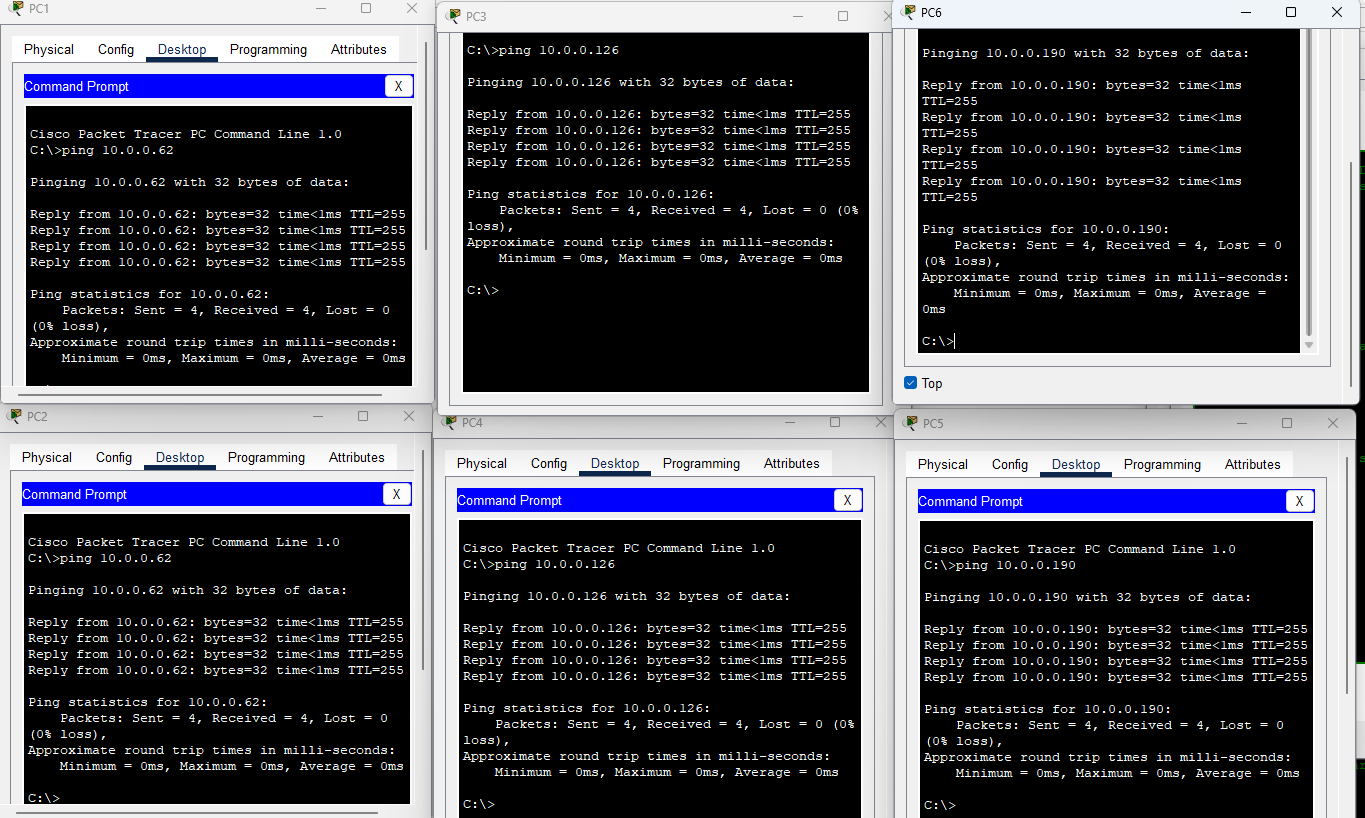 PC1
Physical Config Desktop Programming Attributes
Command Prompt
X
Cisco Packet Tracer PC Command Line 1.0
C:\>ping 10.0.0.62
Pinging 10.0.0.62 with 32 bytes of data:
Reply from 10.0.0.62: bytes=32 time<1ms TTL=255
Reply from 10.0.0.62: bytes=32 time<1ms TTL=255
Reply from 10.0.0.62: bytes=32 time<1ms TTL=255
Reply from 10.0.0.62: bytes=32 time<1ms TTL=255
Ping statistics for 10.0.0.62:
Packets: Sent = 4, Received = 4, Lost = 0
(0% loss),
Approximate round trip times in milli-seconds:
Minimum = 0ms, Maximum = 0ms, Average = 0ms
PC3
C:\>ping 10.0.0.126
Pinging 10.0.0.126 with 32 bytes of data:
Reply from 10.0.0.126: bytes=32 time<1ms TTL=255
Reply from 10.0.0.126: bytes=32 time<1ms TTL=255
Reply from 10.0.0.126: bytes=32 time<1ms TTL=255
Reply from 10.0.0.126: bytes=32 time<1ms TTL=255
Ping statistics for 10.0.0.126:
Packets: Sent = 4, Received = 4, Lost = 0 (0%
loss),
Approximate round trip times in milli-seconds:
Minimum = 0ms, Maximum = 0ms, Average = 0ms
C:\>
PC6
Pinging 10.0.0.190 with 32 bytes of data:
Reply from 10.0.0.190: bytes=32 time<1ms
TTL=255
Reply from 10.0.0.190: bytes=32 time<1ms
TTL=255
Reply from 10.0.0.190: bytes=32 time<1ms
TTL=255
Reply from 10.0.0.190: bytes=32 time<1ms
TTL=255
Ping statistics for 10.0.0.190:
Packets: Sent = 4, Received = 4, Lost = 0
(0% loss),
Approximate round trip times in milli-seconds:
Minimum = 0ms, Maximum = 0ms, Average =
0ms
C:\>
Top
PC2
Physical Config Desktop Programming Attributes
Command Prompt
X
Cisco Packet Tracer PC Command Line 1.0
C:\>ping 10.0.0.62
Pinging 10.0.0.62 with 32 bytes of data:
Reply from 10.0.0.62: bytes=32 time<1ms TTL=255
Reply from 10.0.0.62: bytes=32 time<1ms TTL=255
Reply from 10.0.0.62: bytes=32 time<1ms TTL=255
Reply from 10.0.0.62: bytes=32 time<1ms TTL=255
Ping statistics for 10.0.0.62:
Packets: Sent = 4, Received = 4, Lost = 0
(0% loss),
Approximate round trip times in milli-seconds:
Minimum = 0ms, Maximum = 0ms, Average = 0ms
C:\>
PC4
Physical Config Desktop Programming Attributes
Command Prompt
X
Cisco Packet Tracer PC Command Line 1.0
C:\>ping 10.0.0.126
Pinging 10.0.0.126 with 32 bytes of data:
Reply from 10.0.0.126: bytes=32 time<1ms TTL=255
Reply from 10.0.0.126: bytes=32 time<1ms TTL=255
Reply from 10.0.0.126: bytes=32 time<1ms TTL=255
Reply from 10.0.0.126: bytes=32 time<1ms TTL=255
Ping statistics for 10.0.0.126:
Packets: Sent = 4, Received = 4, Lost = 0 (0%
loss),
Approximate round trip times in milli-seconds:
Minimum = 0ms, Maximum = 0ms, Average = 0ms
C:\>
PC5
Physical Config Desktop Programming Attributes
Command Prompt
X
Cisco Packet Tracer PC Command Line 1.0
C:\>ping 10.0.0.190
Pinging 10.0.0.190 with 32 bytes of data:
Reply from 10.0.0.190: bytes=32 time<1ms TTL=255
Reply from 10.0.0.190: bytes=32 time<1ms TTL=255
Reply from 10.0.0.190: bytes=32 time<1ms TTL=255
Reply from 10.0.0.190: bytes=32 time<1ms TTL=255
Ping statistics for 10.0.0.190:
Packets: Sent = 4, Received = 4, Lost = 0
(0% loss),
Approximate round trip times in milli-seconds:
Minimum = 0ms, Maximum = 0ms, Average = 0ms
C:\>